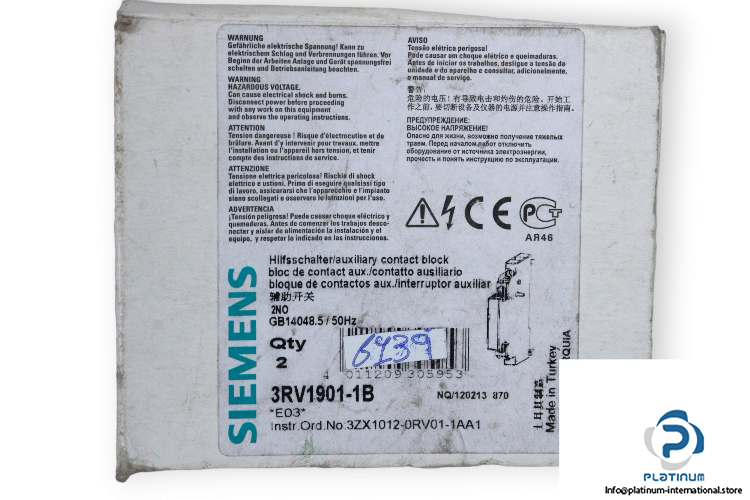 WARNUNG
Gefährliche elektrische Spannung! Kann zu
elektrischem Schlag und Verbrennungen führen. Vor
Beginn der Arbeiten Anlage und Gerät spannungsfrei
schalten und Betriebsanleitung beachten.
WARNING
HAZARDOUS VOLTAGE.
Can cause electrical shock and burns.
Disconnect power before proceeding
with any work on this equipment
and observe the operating instructions.
ATTENTION
Tension dangereuse ! Risque d'électrocution et de
brûlure. Avant d'y intervenir pour travaux, mettre
l'installation ou l'appareil hors tension, et tenir
compte des instructions de service.
ATTENZIONE
Tensione elettrica pericolosa! Rischio di shock
elettrico e ustioni. Prima di eseguire qualsiasi tipo
di lavoro, assicurarsi che l'apparecchio e l'impianto
siano scollegati e osservare le istruzioni per l'uso.
ADVERTENCIA
¡Tensión peligrosa! Puede causar choque eléctrico y
quemaduras. Antes de comenzar los trabajos desco-
nectar y aislar de alimentación la instalación y el
equipo, y respetar lo indicado en las instrucciones.
AVISO
Tensão elétrica perigosa!
Pode causar um choque elétrico e queimaduras.
Antes de iniciar os trabalhos, desligue a tensão da
unidade e do aparelho e consulte, adicionalmente,
o manual de serviço.
警告:
危险的电压! 有导致电击和灼伤的危险。开始工
作之前, 要切断设备及仪器的电源并注意操作指南。
ПРЕДУПРЕЖДЕНИЕ:
ВЫСОКОЕ НАПРЯЖЕНИЕ!
Опасно для жизни, возможно получение тяжелых
травм. Перед началом работ отключить
оборудование от источника электроэнергии,
прочесть и понять инструкцию по эксплуатации.
CE
АЯ46
SIEMENS
Hilfsschalter/auxiliary contact block
bloc de contact aux./contatto ausiliario
bloque de contactos aux./interruptor auxiliar
辅助开关
2NO
GB14048.5 / 50Hz
Qty
2
6739
4 011209 305953
3RV1901-1B
NQ/120213 870
*E03*
Instr.Ord.No:3ZX1012-0RV01-1AA1
土耳其制造
Made in Turkey
PLATINUM
Info@platinum-international.store